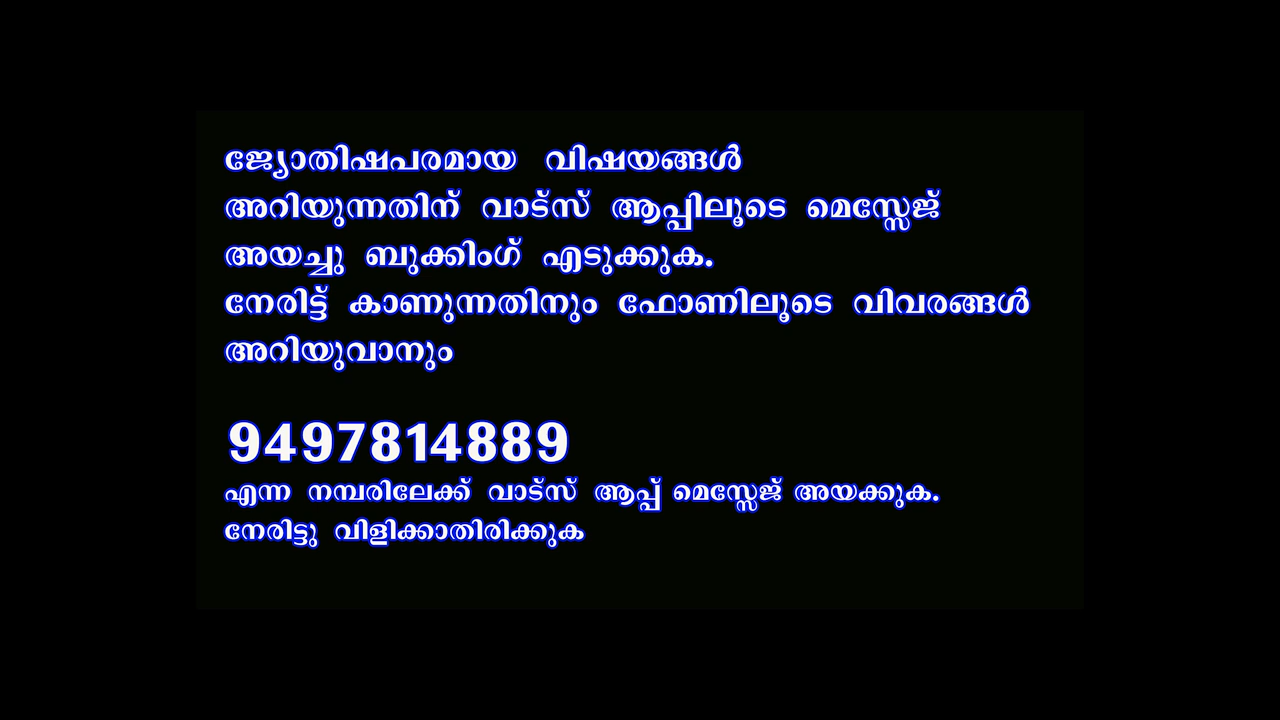 ജ്യോതിഷപരമായ വിഷയങ്ങൾ
അറിയുന്നതിന് വാട്സ് ആപ്പിലൂടെ മെസ്സേജ്
അയച്ചു ബുക്കിംഗ് എടുക്കുക.
നേരിട്ട് കാണുന്നതിനും ഫോണിലൂടെ വിവരങ്ങൾ
അറിയുവാനും
9497814889
എന്ന നമ്പരിലേക്ക് വാട്സ് ആപ്പ് മെസ്സേജ് അയക്കുക.
നേരിട്ടു വിളിക്കാതിരിക്കുക